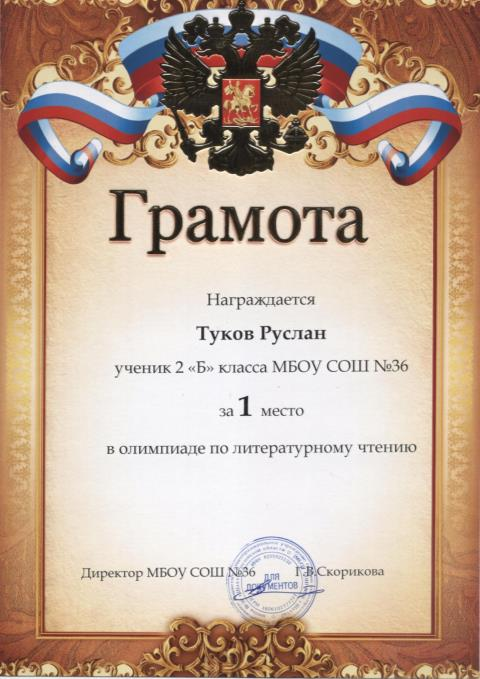 Грамота
Награждается
Туков Руслан
ученик 2 «Б» класса МБОУ СОШ №36
за 1 место
в олимпиаде по литературному чтению
Директор МБОУ СОШ №36 Г.В.Скорикова
ДЛЯ
ДОКУМЕНТОВ